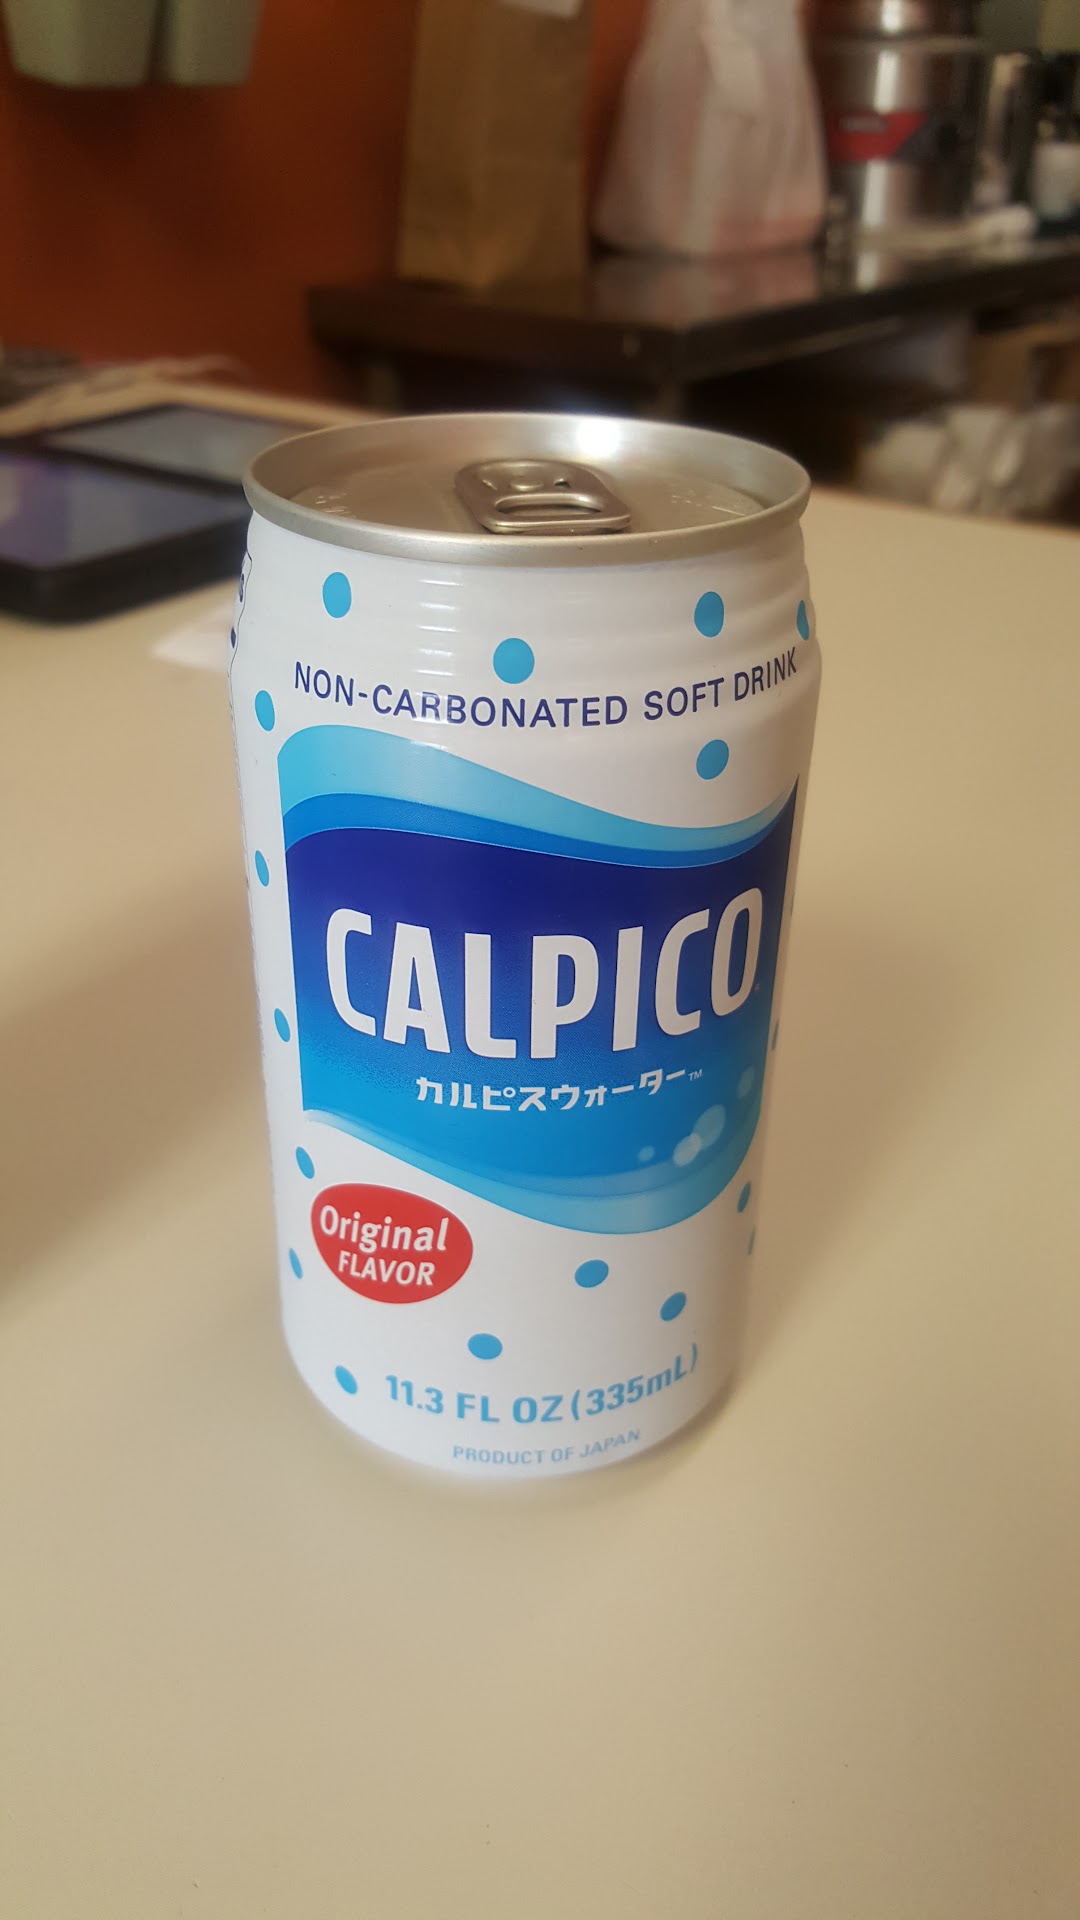 NON-CARBONATED SOFT DRINK
CALPICO
カルピスウォーター™
Original
FLAVOR
11.3 FL OZ (335mL)
PRODUCT OF JAPAN